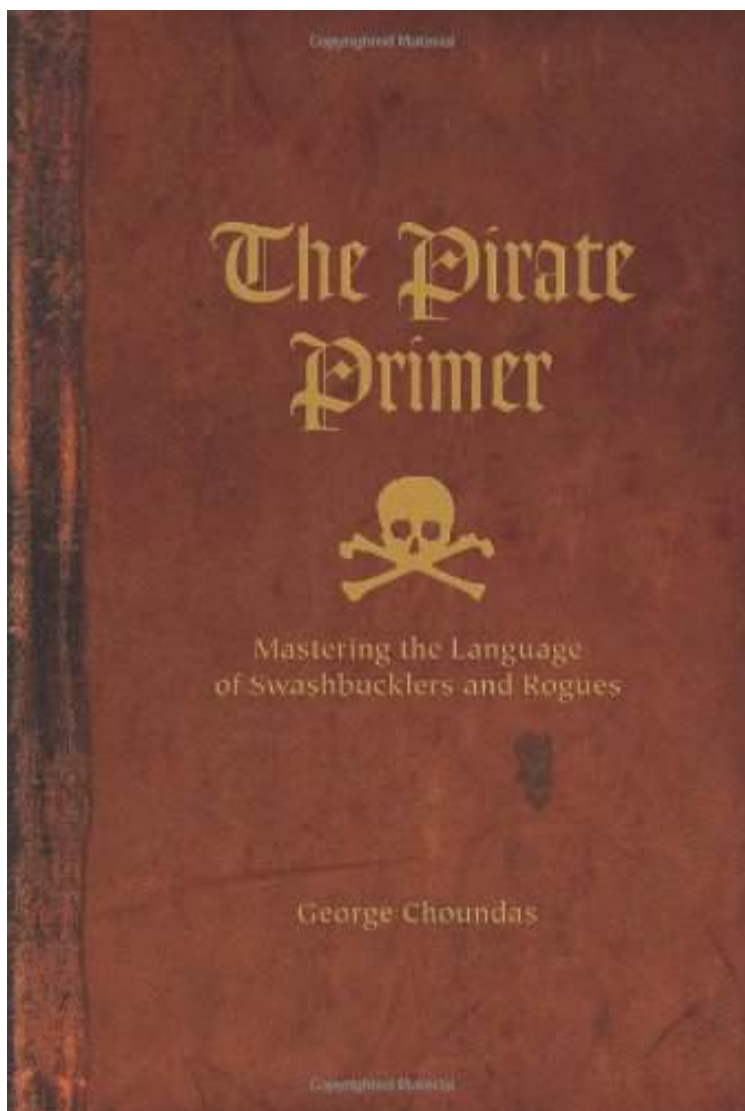 Copyrighted Material
The Pirate
Primer
Mastering the Language
of Swashbucklers and Rogues
George Choundas
Copyrighted Material